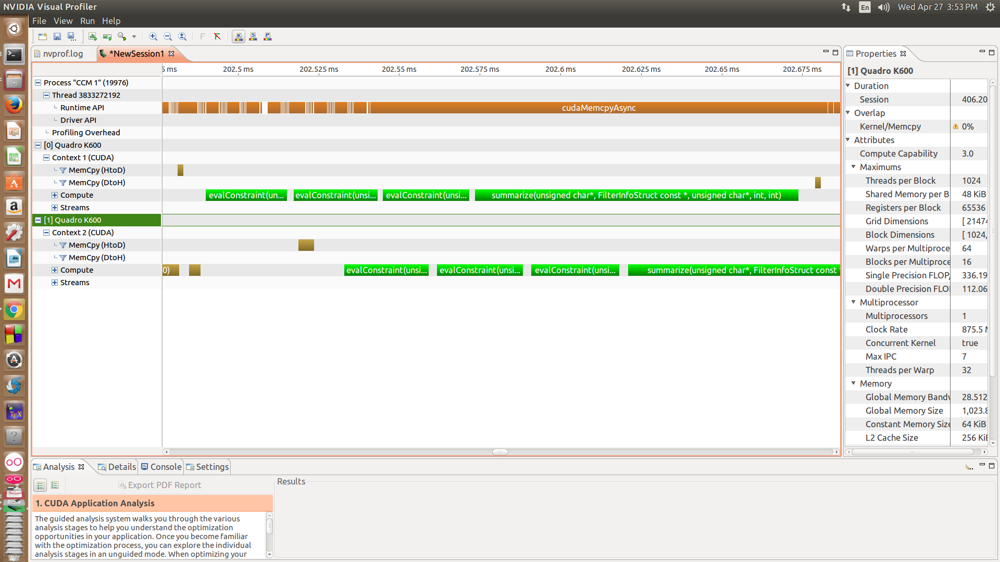 NVIDIA Visual Profiler
En
Wed Apr 27 3:53 PM
File View Run Help
nvprof.log
*NewSession1
5 ms
202.5 ms
202.525 ms
202.55 ms
202.575 ms
202.6 ms
202.625 ms
202.65 ms
202.675 ms
Process "CCM 1" (19976)
Thread 3833272192
Runtime API
cudaMemcpyAsync
Driver API
Profiling Overhead
[0] Quadro K600
Context 1 (CUDA)
MemCpy (HtoD)
MemCpy (DtoH)
Compute
evalConstraint(un...
evalConstraint(unsi...
evalConstraint(unsi...
summarize(unsigned char*, FilterInfoStruct const *, unsigned char*, int, int)
Streams
[1] Quadro K600
Context 2 (CUDA)
MemCpy (HtoD)
MemCpy (DtoH)
Compute
0)
evalConstraint(unsi...
evalConstraint(unsi...
evalConstraint(unsi...
summarize(unsigned char*, FilterInfoStruct const
Streams
Properties
[1] Quadro K600
Duration
Session 406.20
Overlap
Kernel/Memcpy 0%
Attributes
Compute Capability 3.0
Maximums
Threads per Block 1024
Shared Memory per B 48 KiB
Registers per Block 65536
Grid Dimensions [ 21474
Block Dimensions [ 1024,
Warps per Multiproce 64
Blocks per Multiproce 16
Single Precision FLOP 336.19
Double Precision FLO 112.06
Multiprocessor
Multiprocessors 1
Clock Rate 875.5
Concurrent Kernel true
Max IPC 7
Threads per Warp 32
Memory
Global Memory Band 28.512
Global Memory Size 1,023.8
Constant Memory Size 64 KiB
L2 Cache Size 256 KiB
Analysis
Details
Console
Settings
Export PDF Report
Results
1. CUDA Application Analysis
The guided analysis system walks you through the various
analysis stages to help you understand the optimization
opportunities in your application. Once you become familiar
with the optimization process, you can explore the individual
analysis stages in an unguided mode. When optimizing your